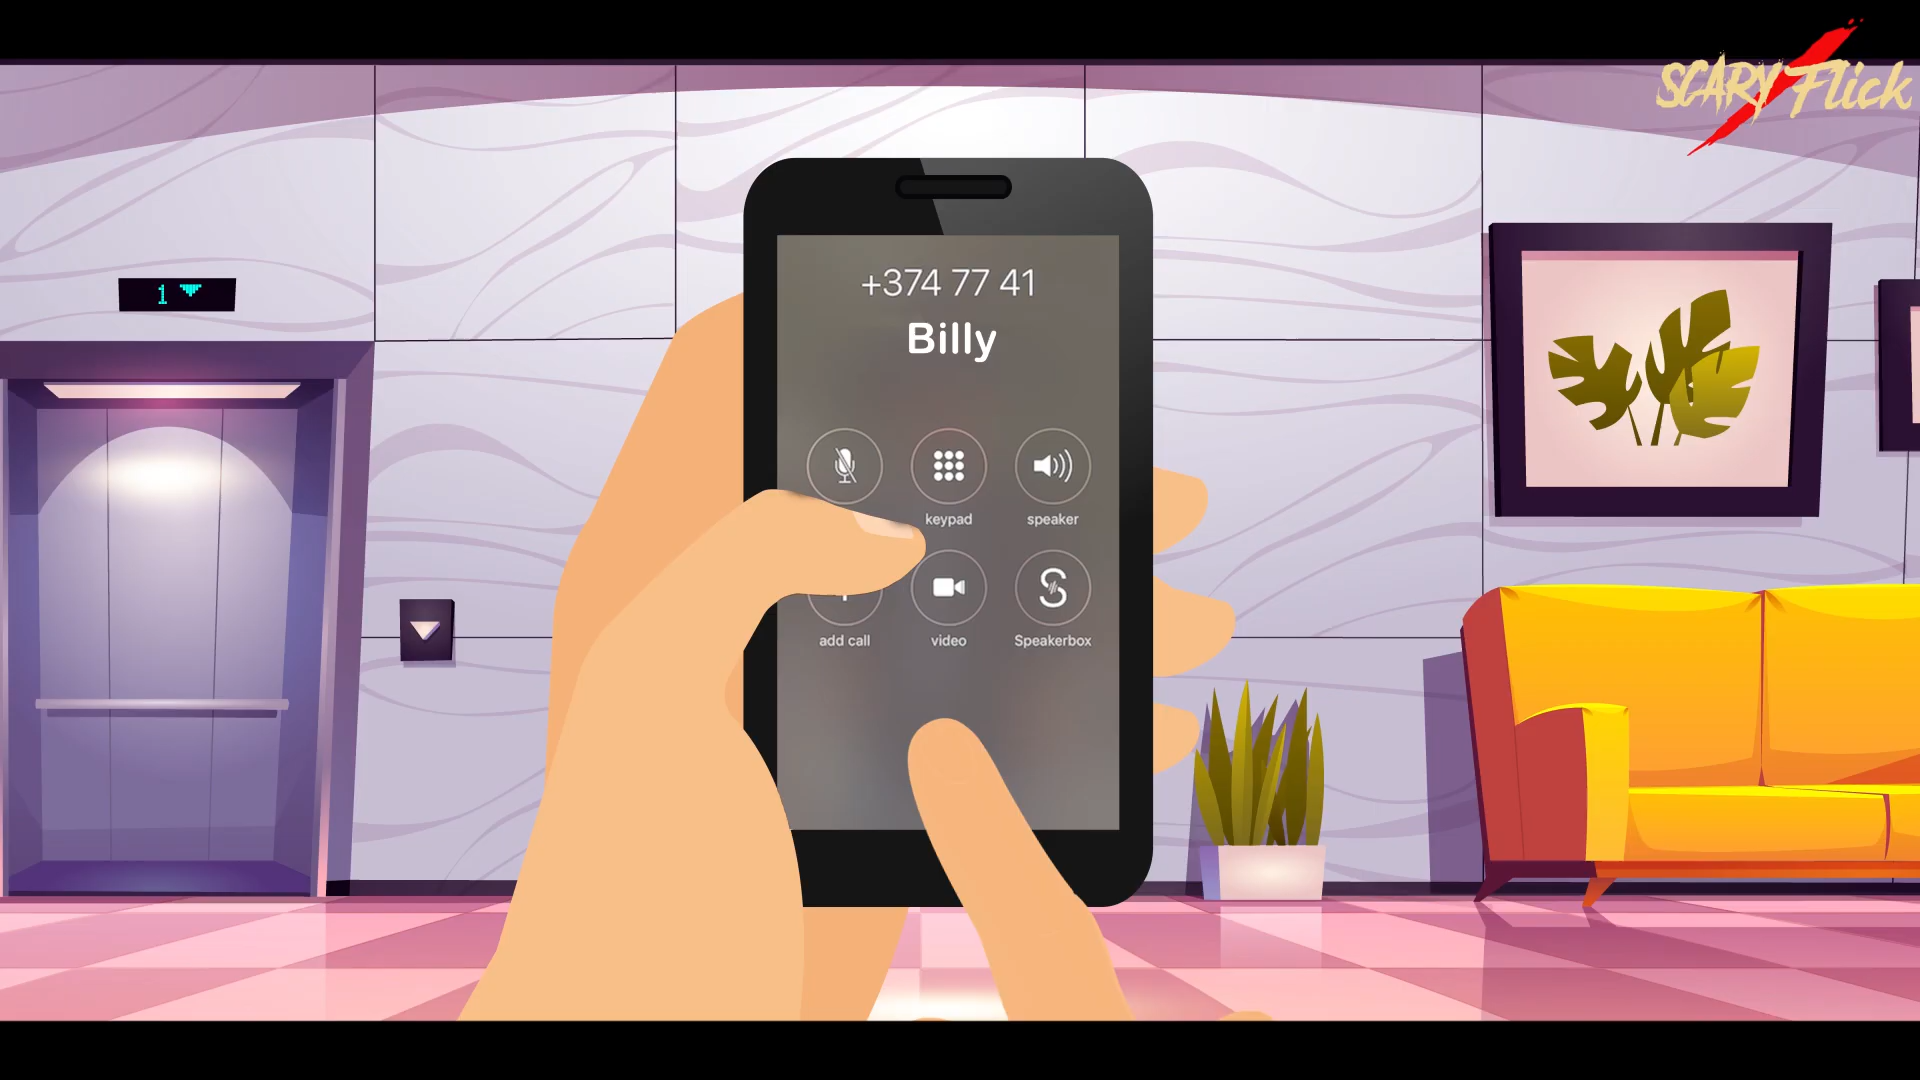 SCARY Flick
1
+374 77 41
Billy
keypad
speaker
add call
video
Speakerbox